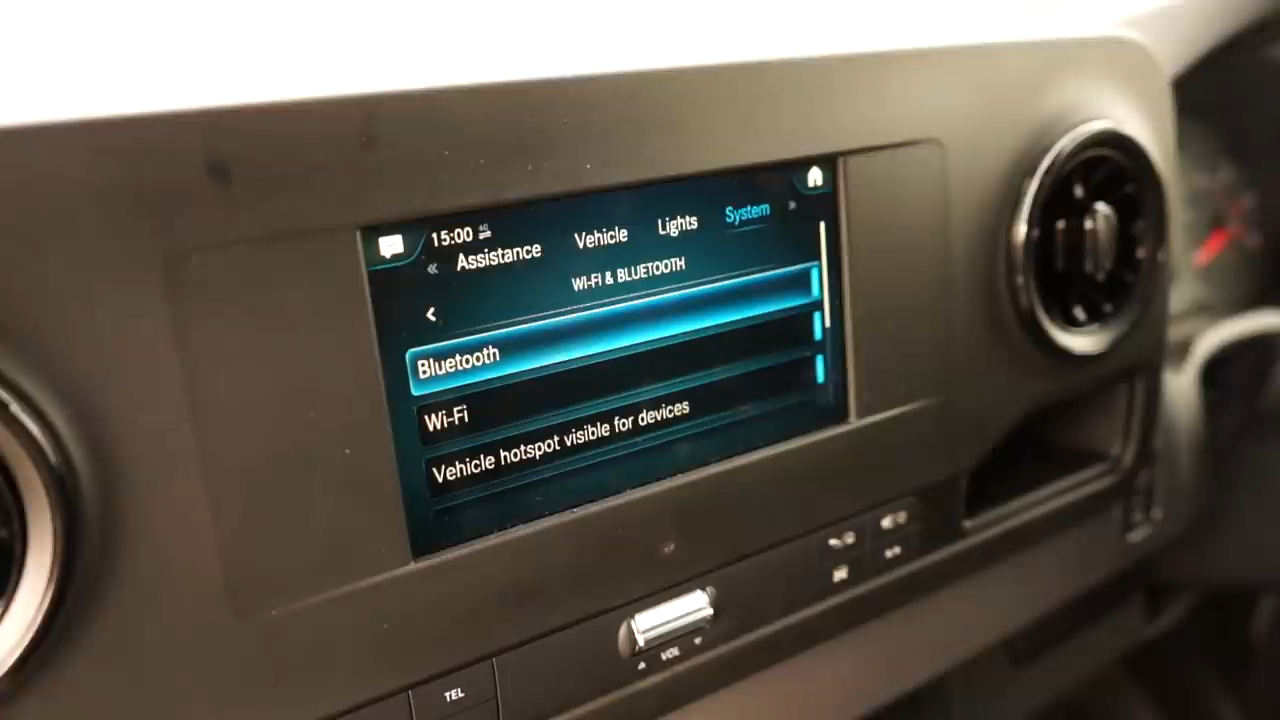 15:00 4G
Assistance Vehicle Lights System
WI-FI & BLUETOOTH
Bluetooth
Wi-Fi
Vehicle hotspot visible for devices
VOL
TEL